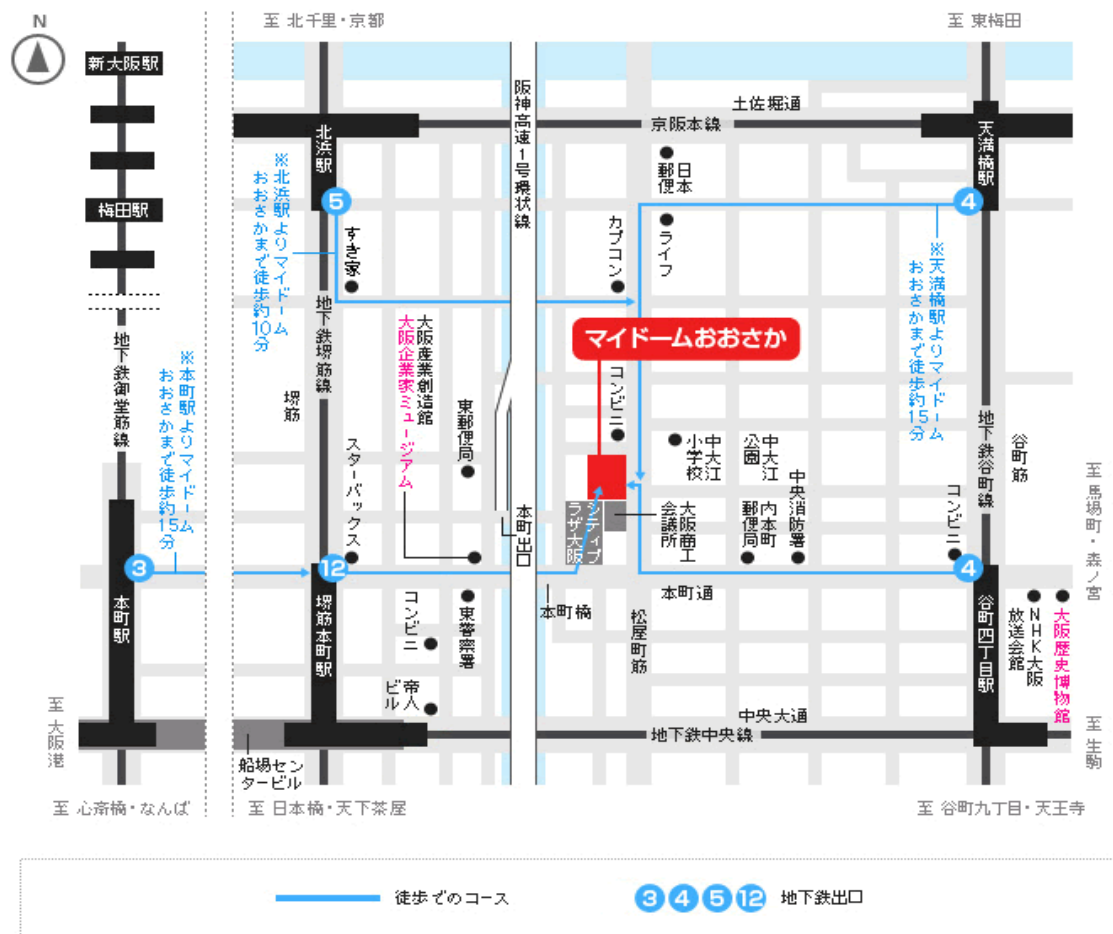 N
至 北千里・京都
至 東梅田
新大阪駅
梅田駅
地下鉄御堂筋線
※本町駅よりマイドーム
おおさかまで徒歩約15分
3
本町駅
至 大阪港
至 心斎橋・なんば
北浜駅
5
※北浜駅よりマイドーム
おおさかまで徒歩約10分
すき家
地下鉄堺筋線
堺筋
大阪産業創造館
大阪企業家ミュージアム
東郵便局
スターバックス
12
堺筋本町駅
コンビニ
東警察署
帝人
ビル
船場セン
タービル
至 日本橋・天下茶屋
阪神高速1号環状線
本町出口
土佐堀通
京阪本線
日本
郵便
カプコン
ライフ
マイドームおおさか
コンビニ
中大江
小学校
中大江
公園
シティプ
ラザ大阪
大阪商工
会議所
内本町
郵便局
中央消防署
本町橋
本町通
松屋町筋
中央大通
地下鉄中央線
天満橋駅
4
※天満橋駅よりマイドーム
おおさかまで徒歩約15分
地下鉄谷町線
谷町筋
コンビニ
4
谷町四丁目駅
NHK大阪
放送会館
大阪歴史博物館
至 馬場町・森ノ宮
至 生駒
至 谷町九丁目・天王寺
徒歩でのコース
3 4 5 12 地下鉄出口